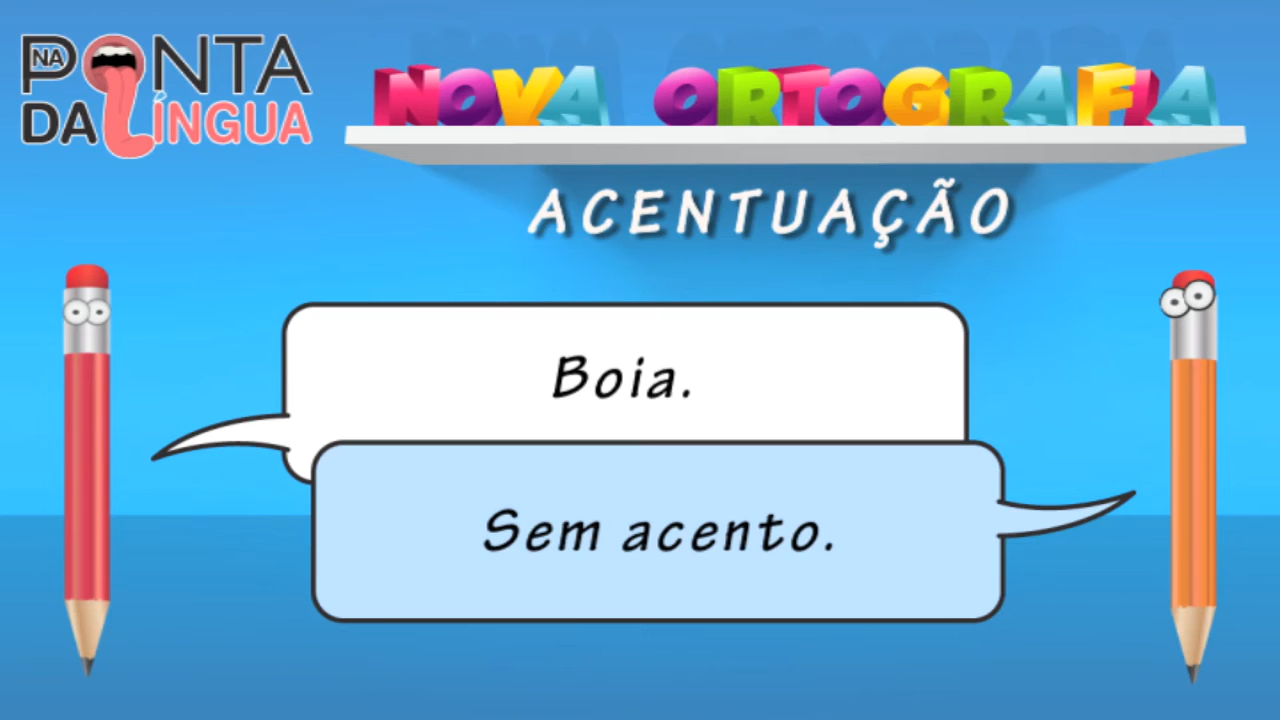 NA PONTA
DA LÍNGUA
NOVA ORTOGRAFIA
ACENTUAÇÃO
Boia.
Sem acento.